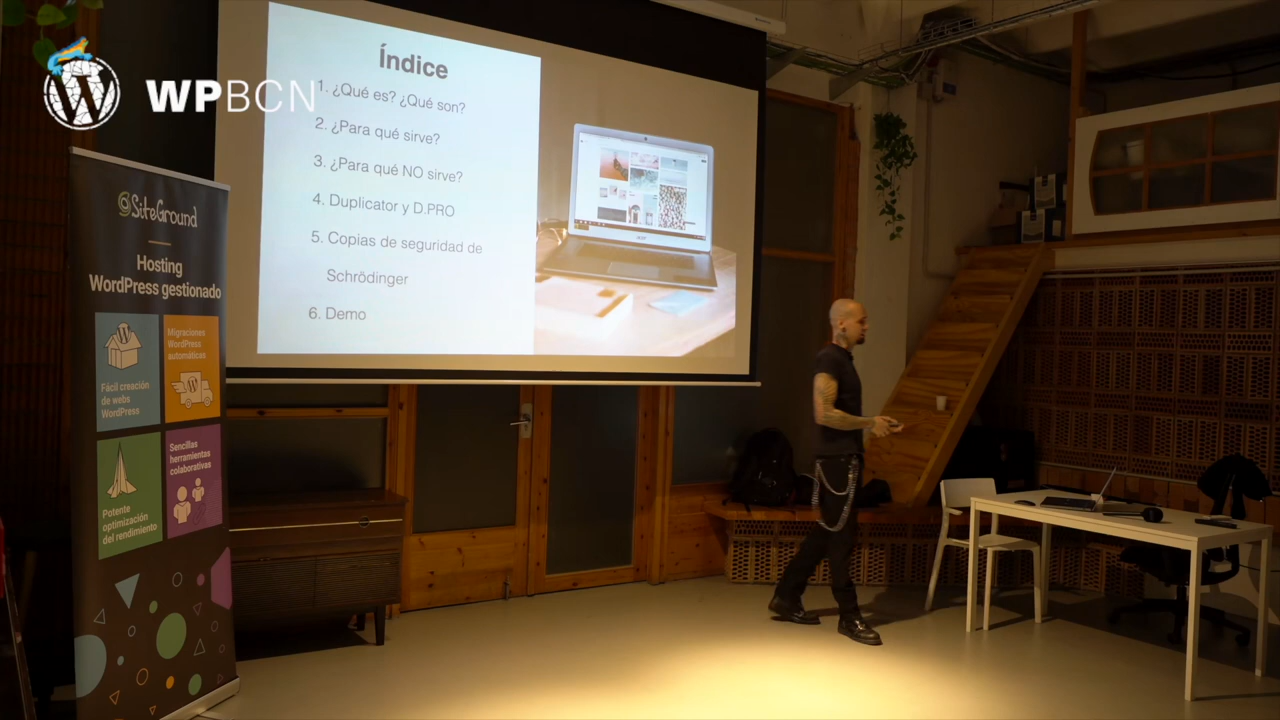 WPBCN
Índice
1. ¿Qué es? ¿Qué son?
2. ¿Para qué sirve?
3. ¿Para qué NO sirve?
4. Duplicator y D.PRO
5. Copias de seguridad de
Schrödinger
6. Demo
SiteGround
Hosting
WordPress gestionado
Fácil creación
de webs
WordPress
Migraciones
WordPress
automáticas
Potente
optimización
del rendimiento
Sencillas
herramientas
colaborativas
acer